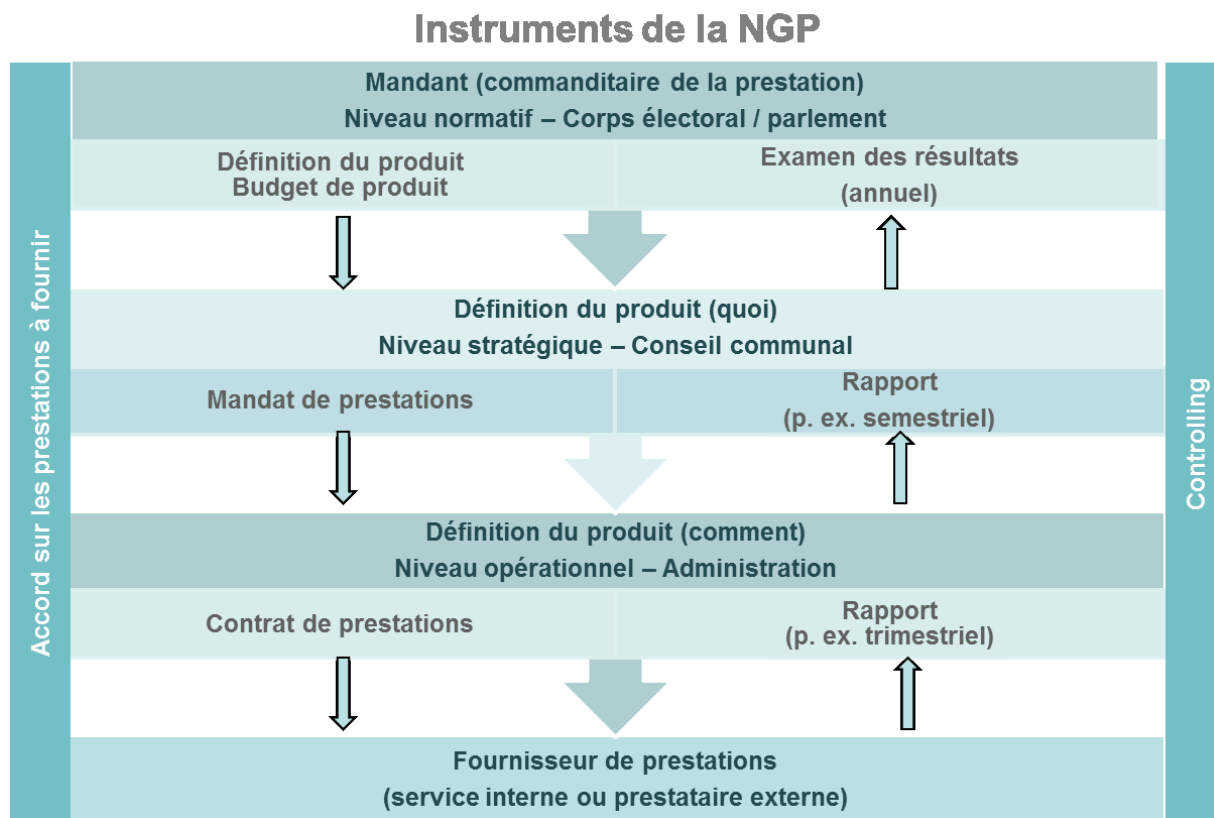 Instruments de la NGP
Accord sur les prestations à fournir
Mandant (commanditaire de la prestation)
Niveau normatif – Corps électoral / parlement
Définition du produit
Budget de produit
Examen des résultats
(annuel)
Définition du produit (quoi)
Niveau stratégique – Conseil communal
Mandat de prestations
Rapport
(p. ex. semestriel)
Définition du produit (comment)
Niveau opérationnel – Administration
Contrat de prestations
Rapport
(p. ex. trimestriel)
Fournisseur de prestations
(service interne ou prestataire externe)
Controlling